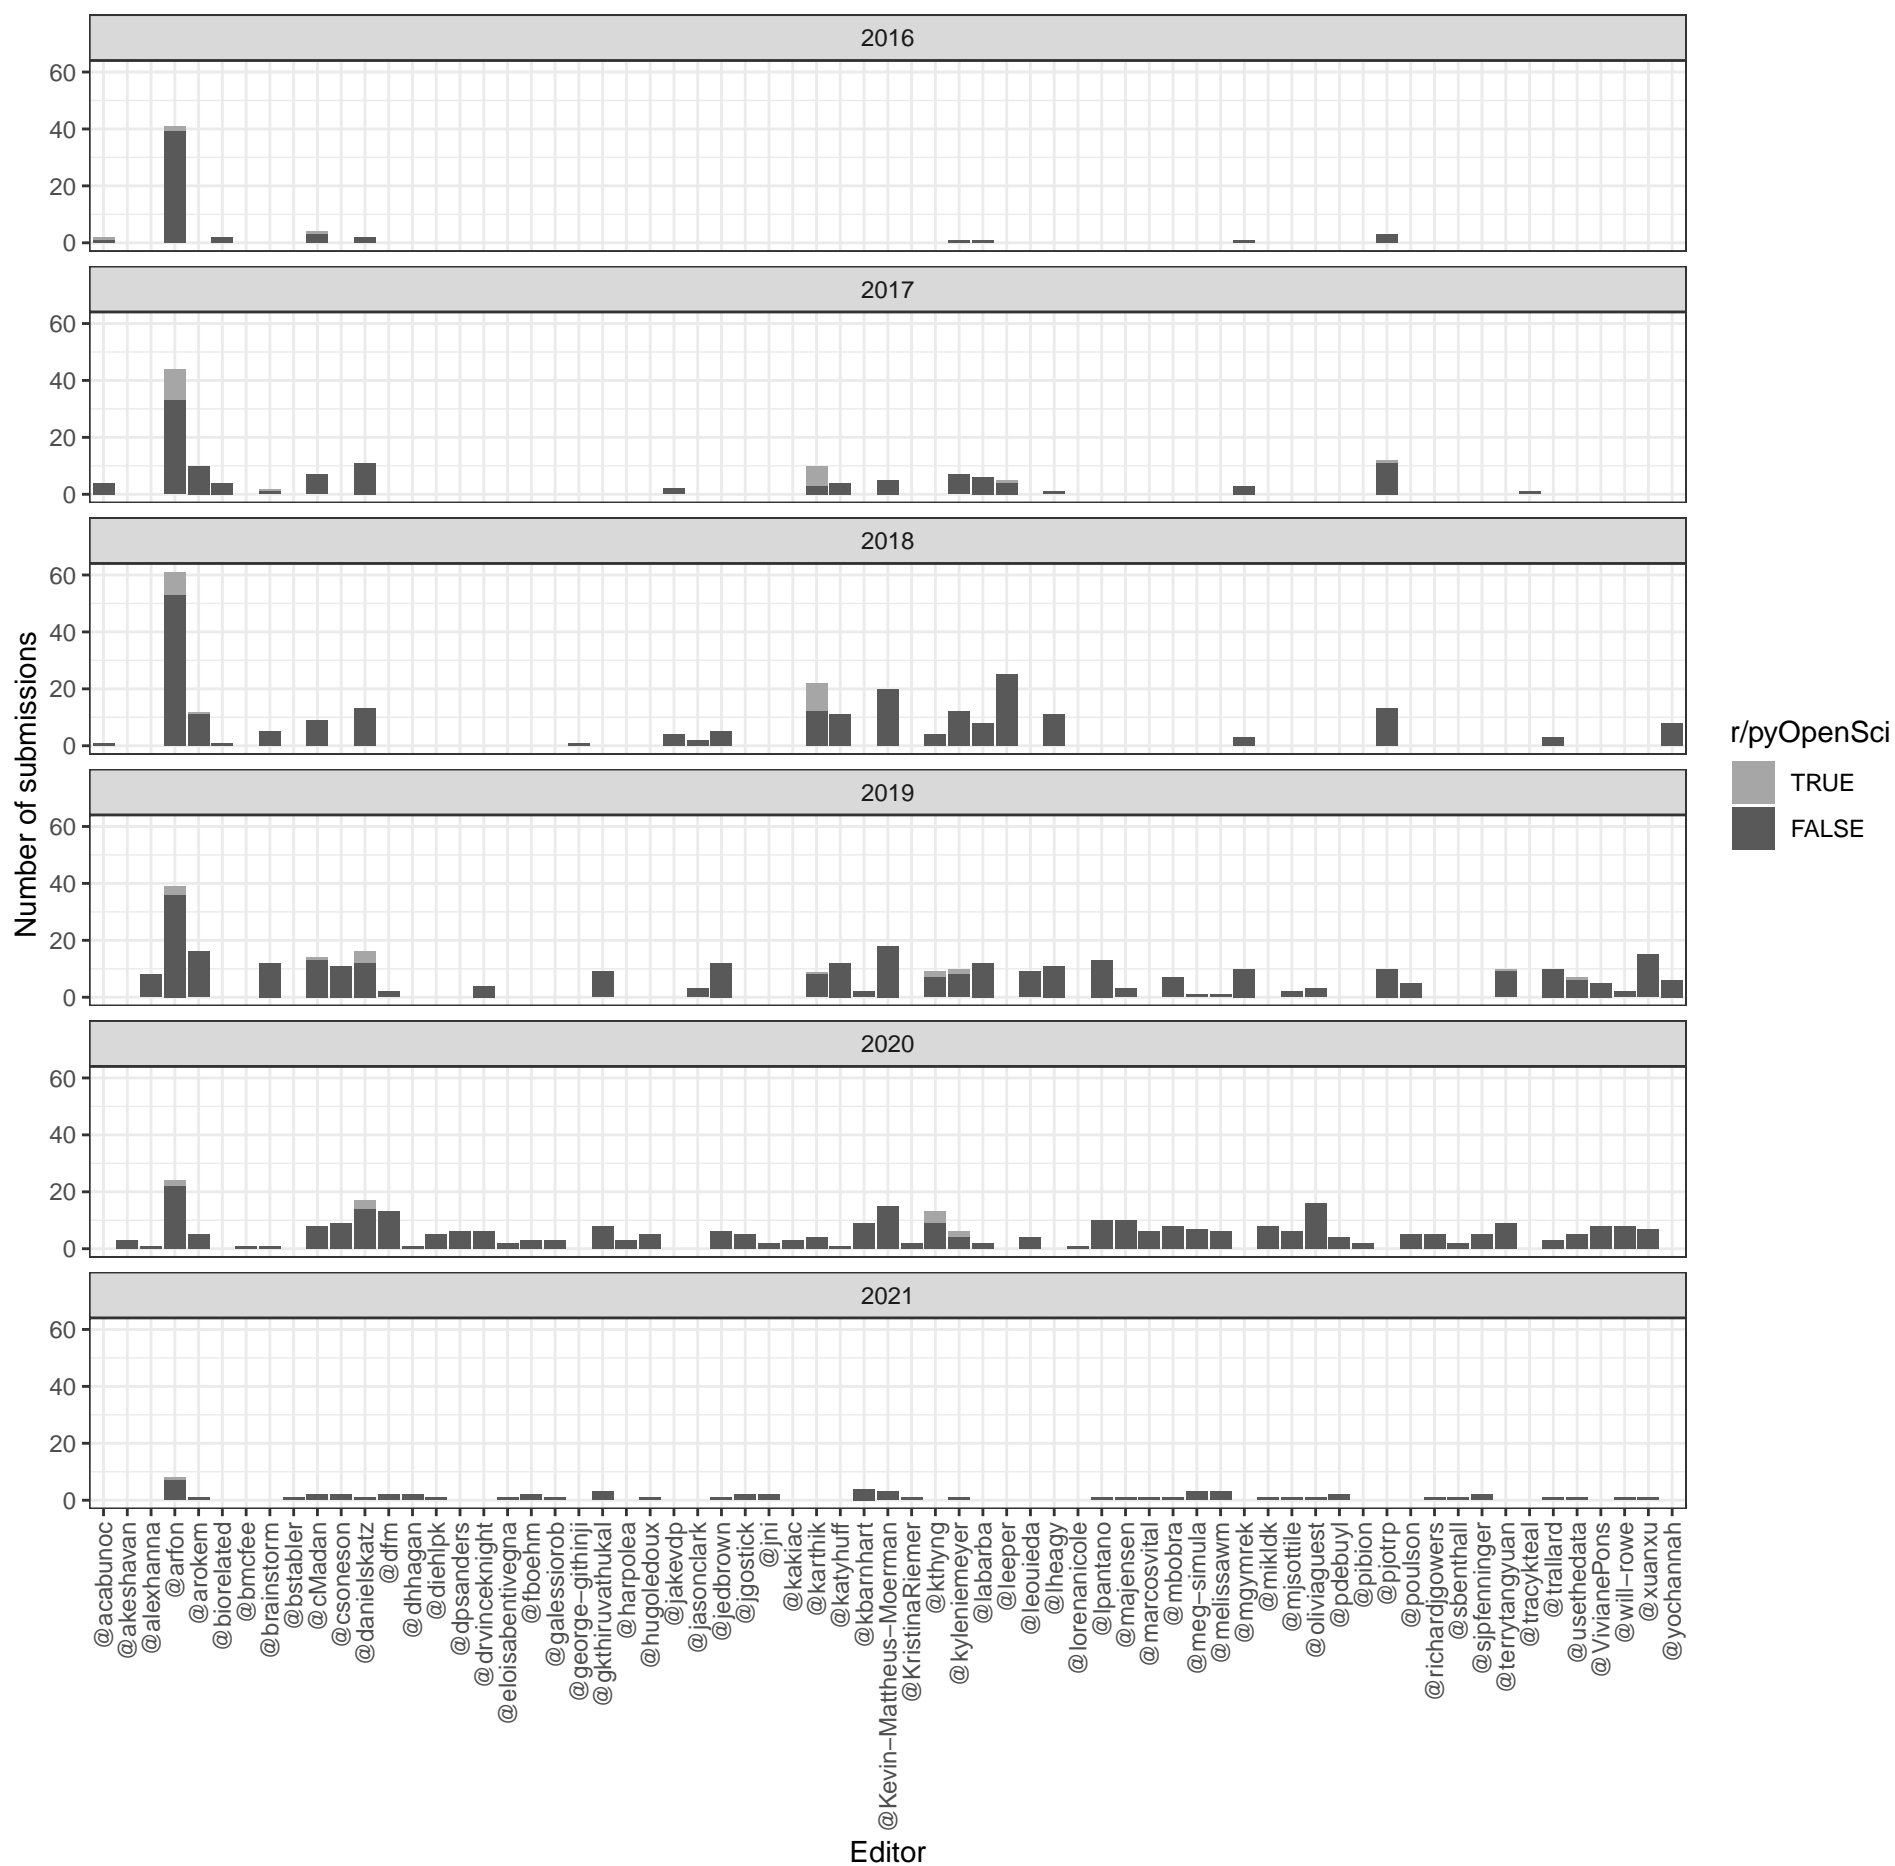 2016
60
40
20
0
2017
60
40
20
0
2018
60
40
20
0
2019
60
40
20
0
2020
60
40
20
0
2021
60
40
20
0
Number of submissions
@acabunoc
@akeshavan
@alexhanna
@arfon
@arokem
@biorelated
@bmcfee
@brainstorm
@bstabler
@cMadan
@csoneson
@danielskatz
@dfm
@dhhagan
@diehlpk
@dpsanders
@drvinceknight
@eloisabentivegna
@fboehm
@galessiorob
@george−githinji
@gkthiruvathukal
@harpolea
@hugoledoux
@jakevdp
@jasonclark
@jedbrown
@jgostick
@jni
@kakiac
@karthik
@katyhuff
@kbarnhart
@Kevin−Mattheus−Moerman
@KristinaRiemer
@kthyng
@kyleniemeyer
@labarba
@leeper
@leouieda
@lheagy
@lorenanicole
@lpantano
@majensen
@marcosvital
@mbobra
@meg−simula
@melissawm
@mgymrek
@mikldk
@mjsottile
@oliviaguest
@pdebuyl
@pibion
@pjotrp
@poulson
@richardjgowers
@sbenthall
@sjpfenninger
@terrytangyuan
@tracykteal
@trallard
@usethedata
@VivianePons
@will−rowe
@xuanxu
@yochannah
Editor
r/pyOpenSci
TRUE
FALSE